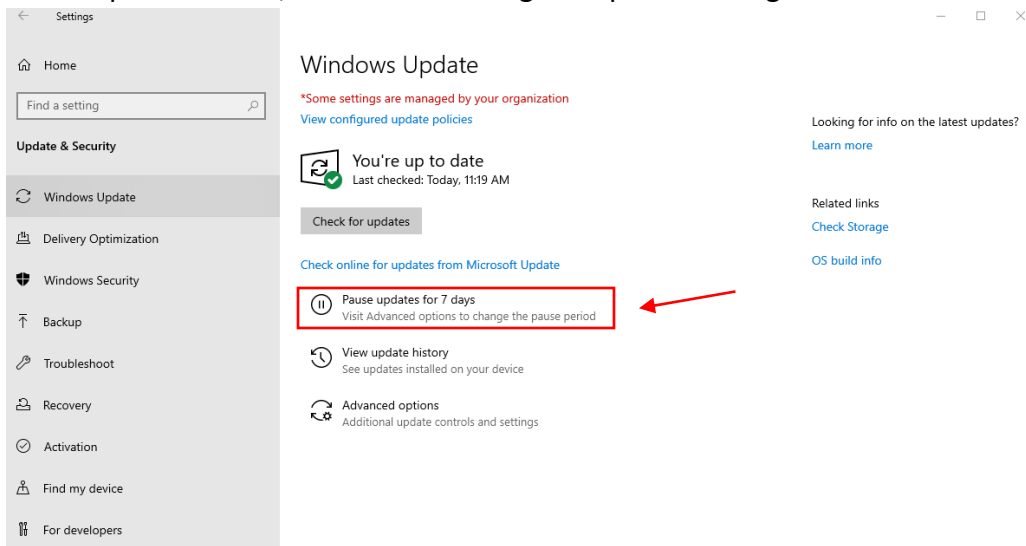 Settings
Home
Find a setting
Update & Security
Windows Update
Delivery Optimization
Windows Security
Backup
Troubleshoot
Recovery
Activation
Find my device
For developers
Windows Update
*Some settings are managed by your organization
View configured update policies
You're up to date
Last checked: Today, 11:19 AM
Check for updates
Check online for updates from Microsoft Update
Pause updates for 7 days
Visit Advanced options to change the pause period
View update history
See updates installed on your device
Advanced options
Additional update controls and settings
Looking for info on the latest updates?
Learn more
Related links
Check Storage
OS build info